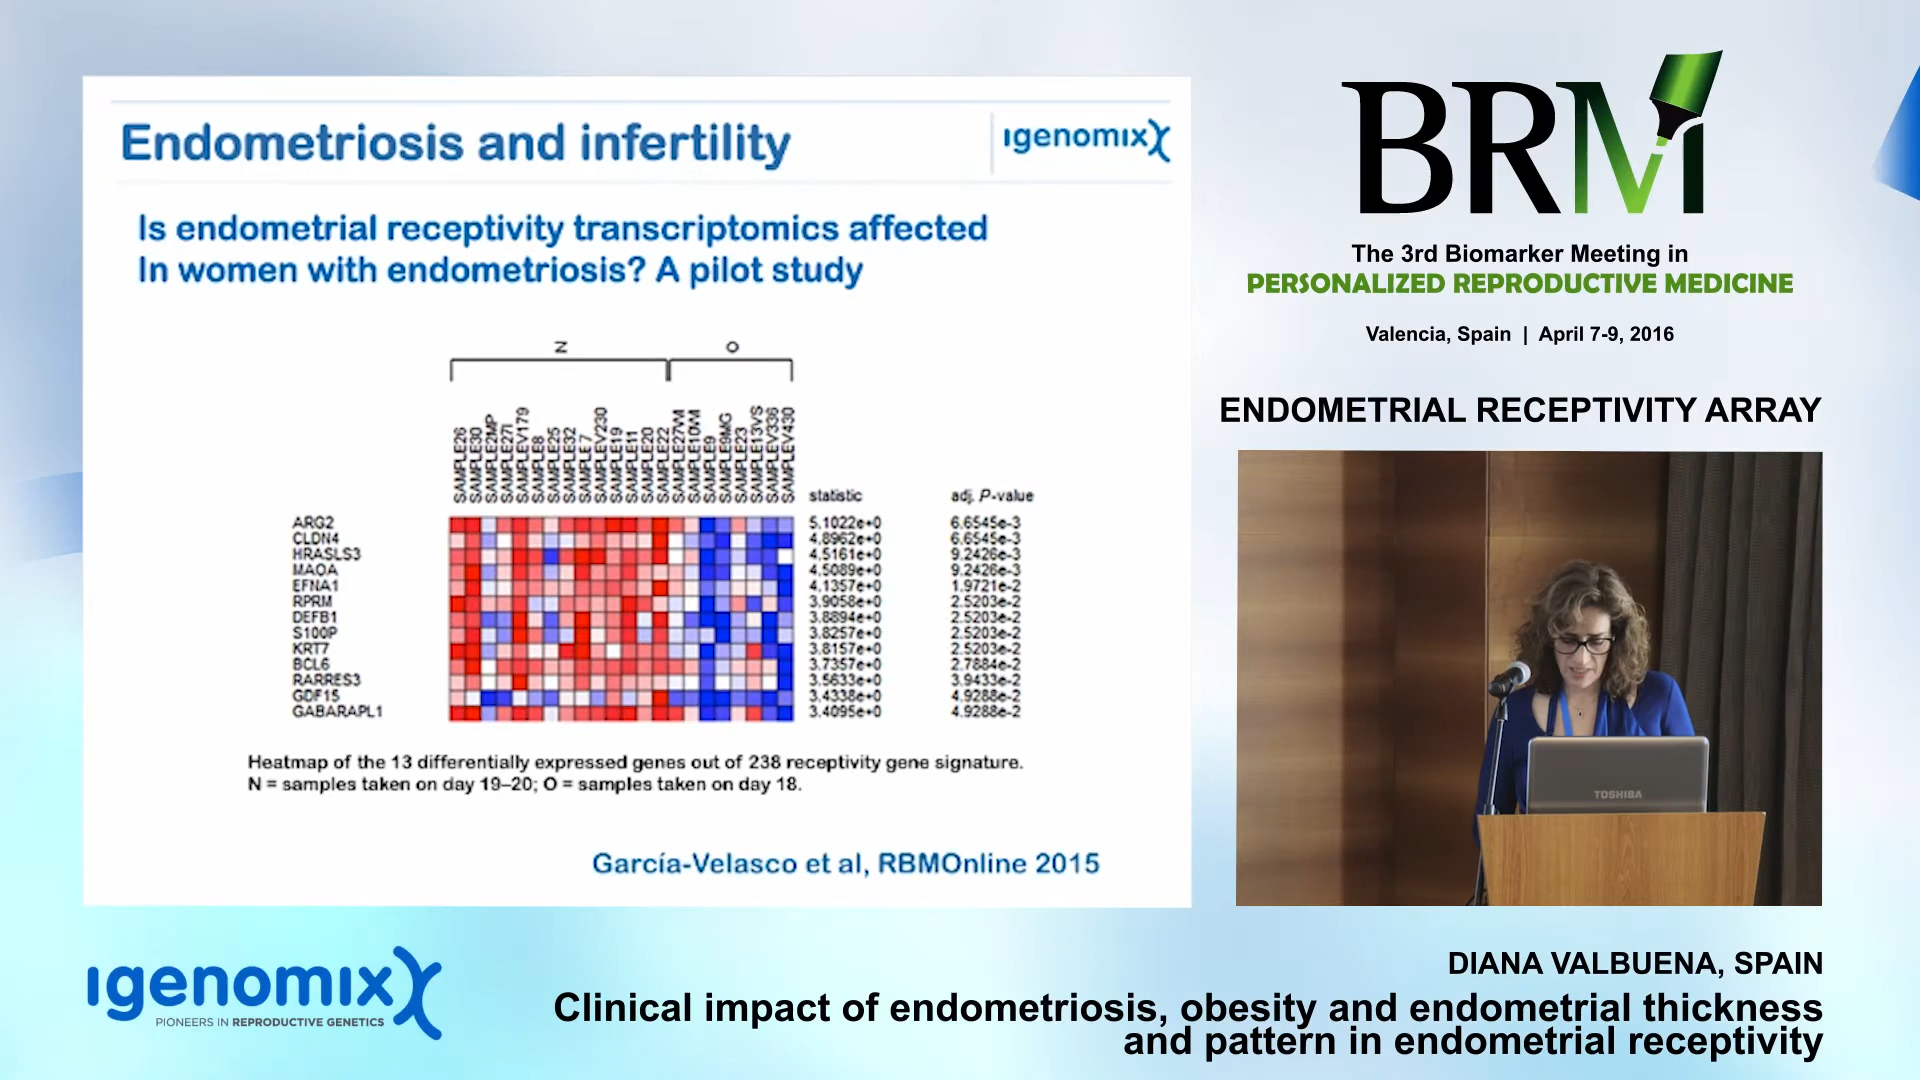 Endometriosis and infertility
igenomix
Is endometrial receptivity transcriptomics affected
In women with endometriosis? A pilot study
N
O
SAMPLE26
SAMPLE30
SAMPLE2MP
SAMPLE27I
SAMPLEV179
SAMPLE8
SAMPLE25
SAMPLE32
SAMPLE7
SAMPLEV230
SAMPLE19
SAMPLE11
SAMPLE20
SAMPLE22
SAMPLE27VM
SAMPLE10VM
SAMPLE9
SAMPLE9MG
SAMPLE23
SAMPLE13VS
SAMPLEV336
SAMPLEV430
statistic adj. P-value
ARG2 5.1022e+0 6.6545e-3
CLDN4 4.8962e+0 6.6545e-3
HRASLS3 4.5161e+0 9.2426e-3
MAOA 4.5089e+0 9.2426e-3
EFNA1 4.1357e+0 1.9721e-2
RPRM 3.9058e+0 2.5203e-2
DEFB1 3.8894e+0 2.5203e-2
S100P 3.8257e+0 2.5203e-2
KRT7 3.8157e+0 2.5203e-2
BCL6 3.7357e+0 2.7884e-2
RARRES3 3.5633e+0 3.9433e-2
GDF15 3.4338e+0 4.9288e-2
GABARAPL1 3.4095e+0 4.9288e-2
Heatmap of the 13 differentially expressed genes out of 238 receptivity gene signature.
N = samples taken on day 19–20; O = samples taken on day 18.
García-Velasco et al, RBMOnline 2015
BRM
The 3rd Biomarker Meeting in
PERSONALIZED REPRODUCTIVE MEDICINE
Valencia, Spain | April 7-9, 2016
ENDOMETRIAL RECEPTIVITY ARRAY
TOSHIBA
igenomix
PIONEERS IN REPRODUCTIVE GENETICS
DIANA VALBUENA, SPAIN
Clinical impact of endometriosis, obesity and endometrial thickness
and pattern in endometrial receptivity